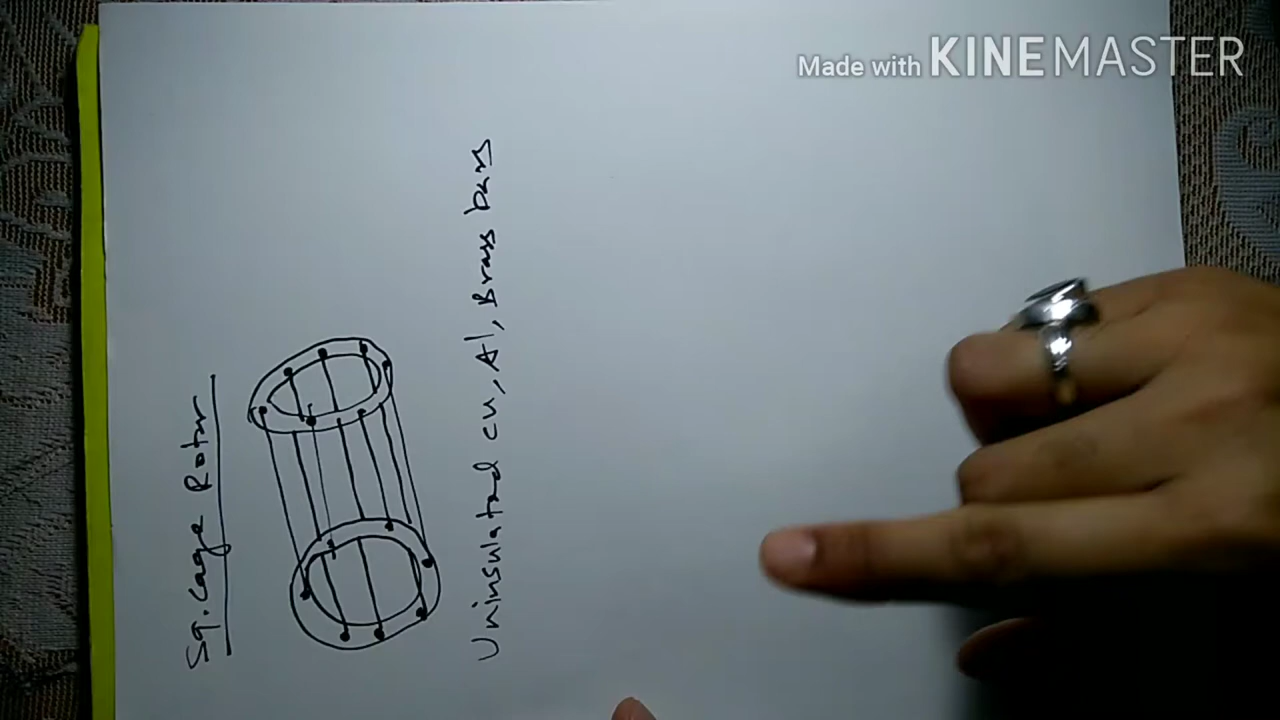 Made with KINEMASTER
Sq. Cage Rotor
Uninsulated cu, Al, Brass bars